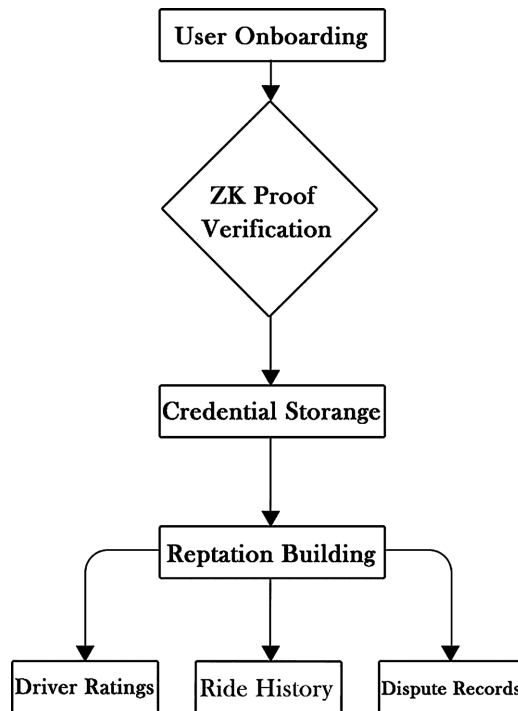 User Onboarding
ZK Proof
Verification
Credential Storange
Reptation Building
Driver Ratings
Ride History
Dispute Records